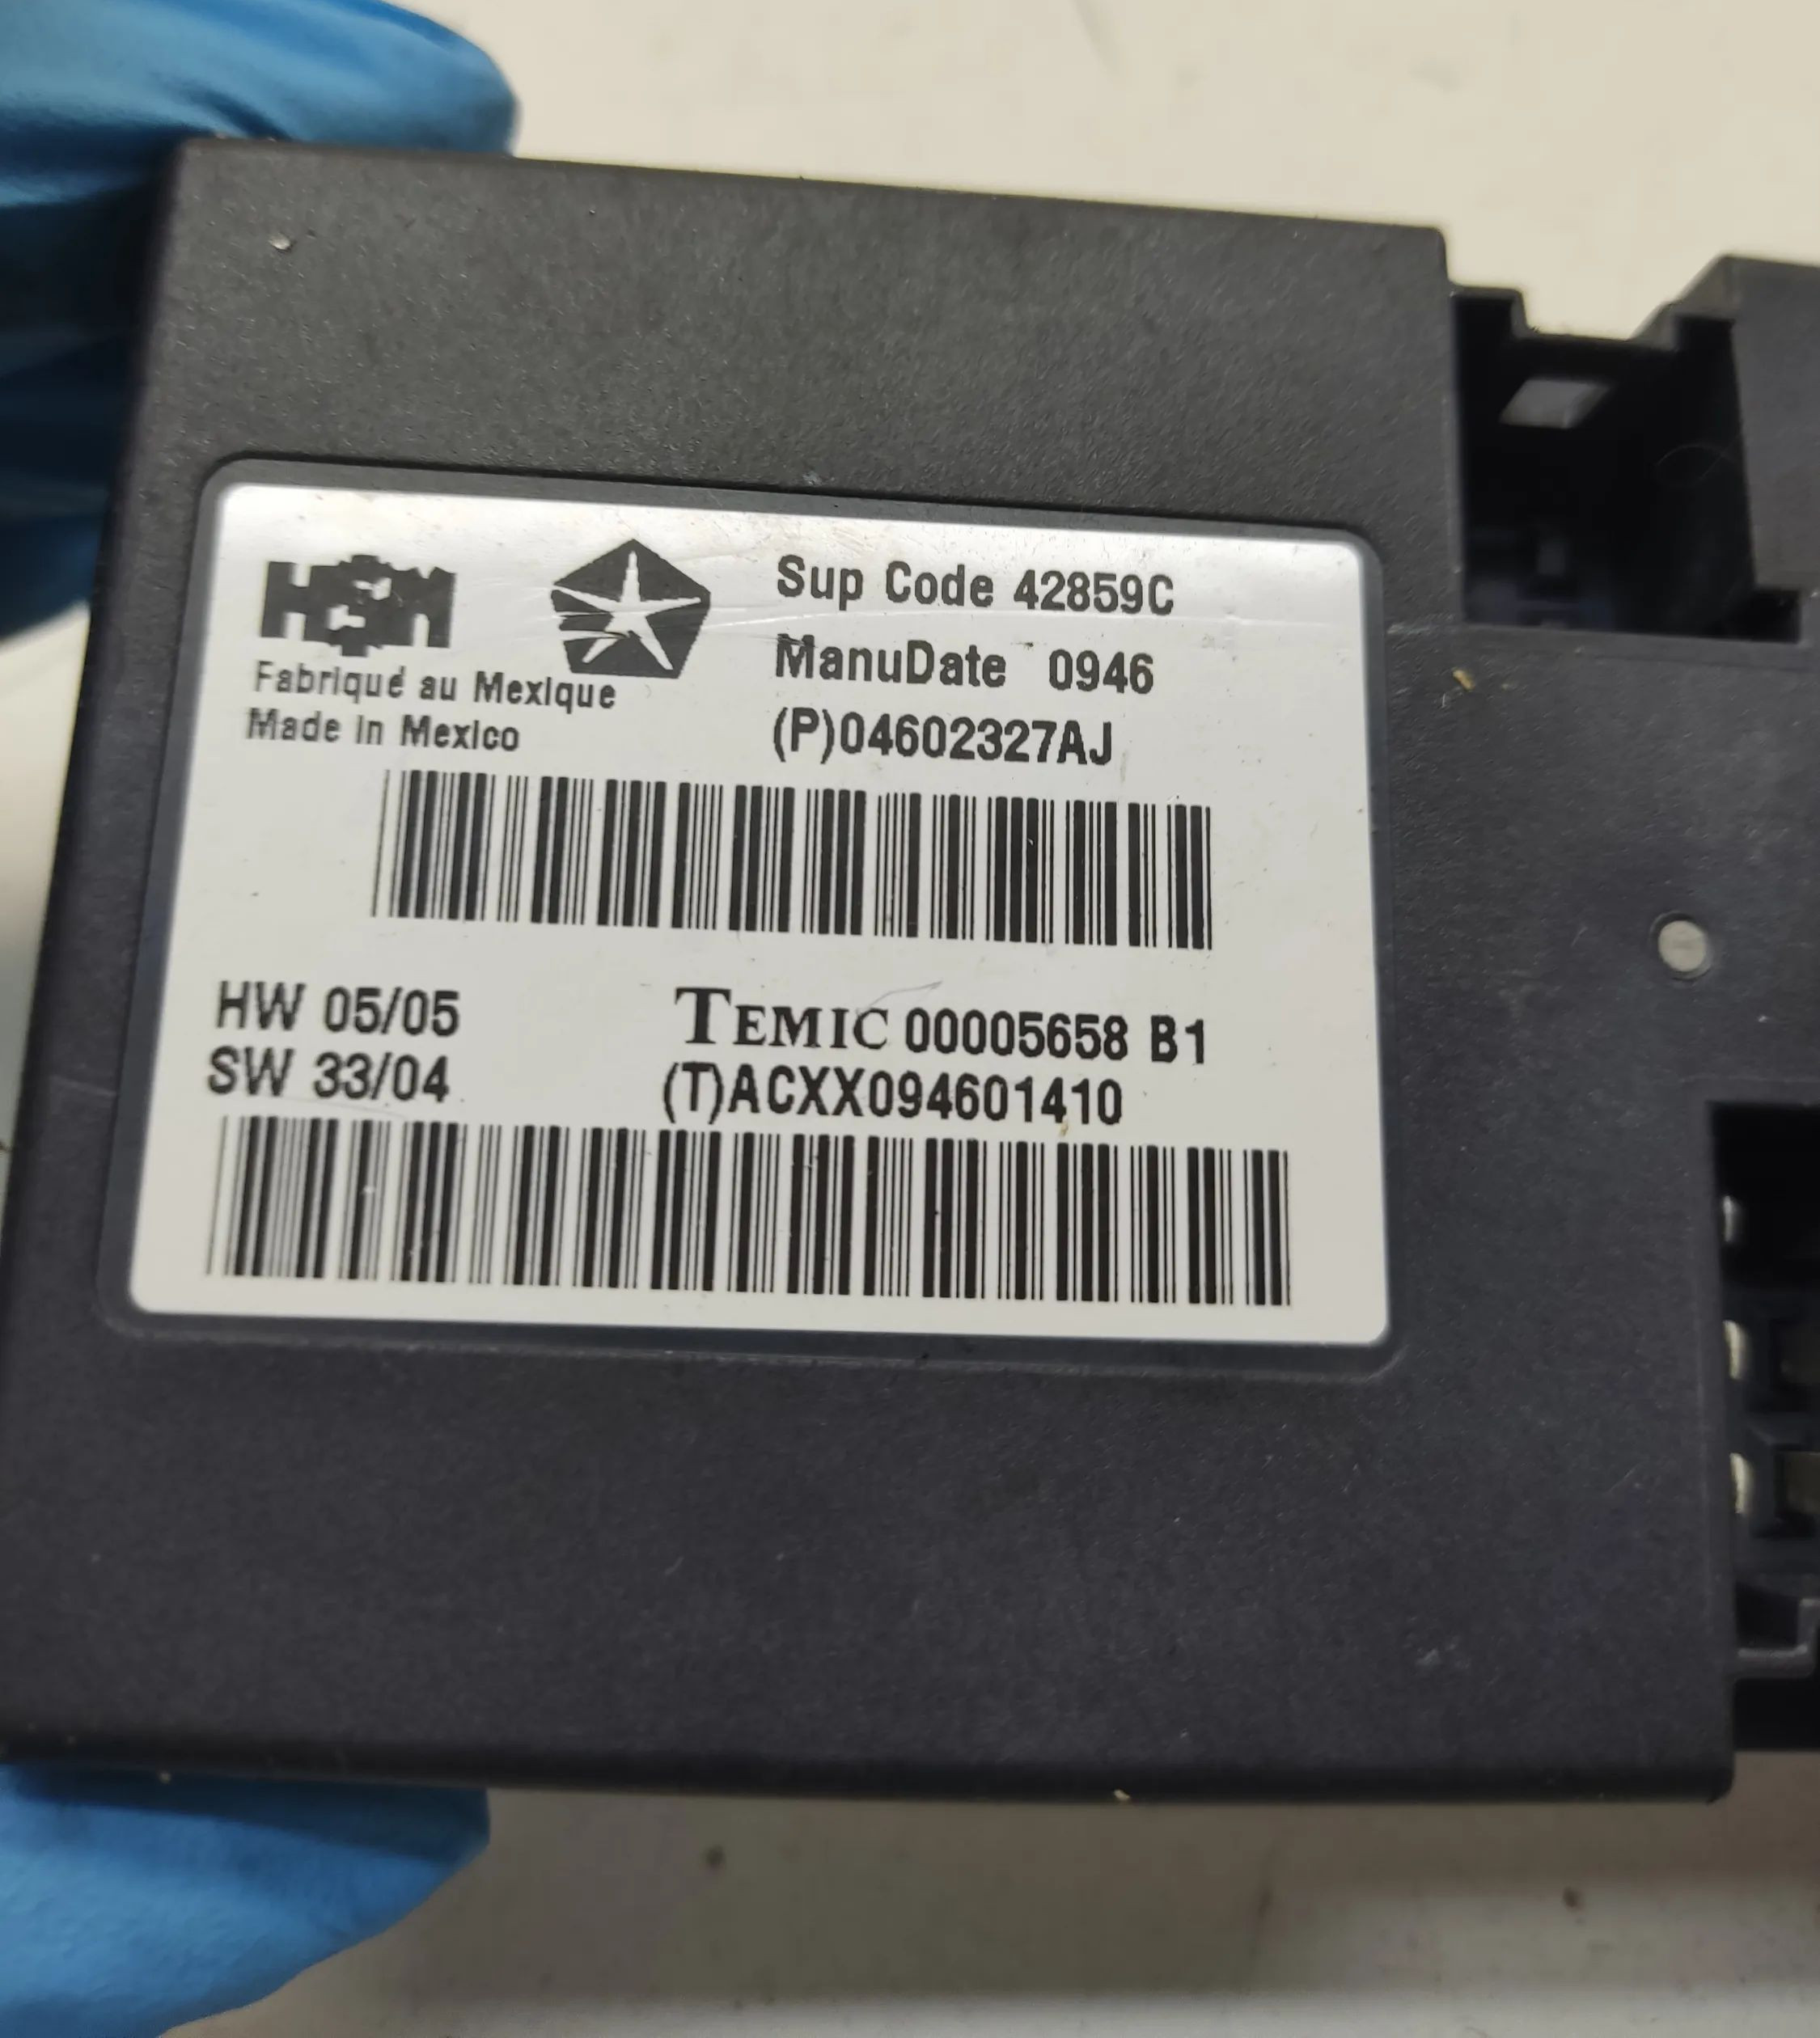 HSM
Sup Code 42859C
ManuDate 0946
Fabriqué au Mexique
Made in Mexico
(P)04602327AJ
HW 05/05
TEMIC 00005658 B1
SW 33/04
(T)ACXX094601410